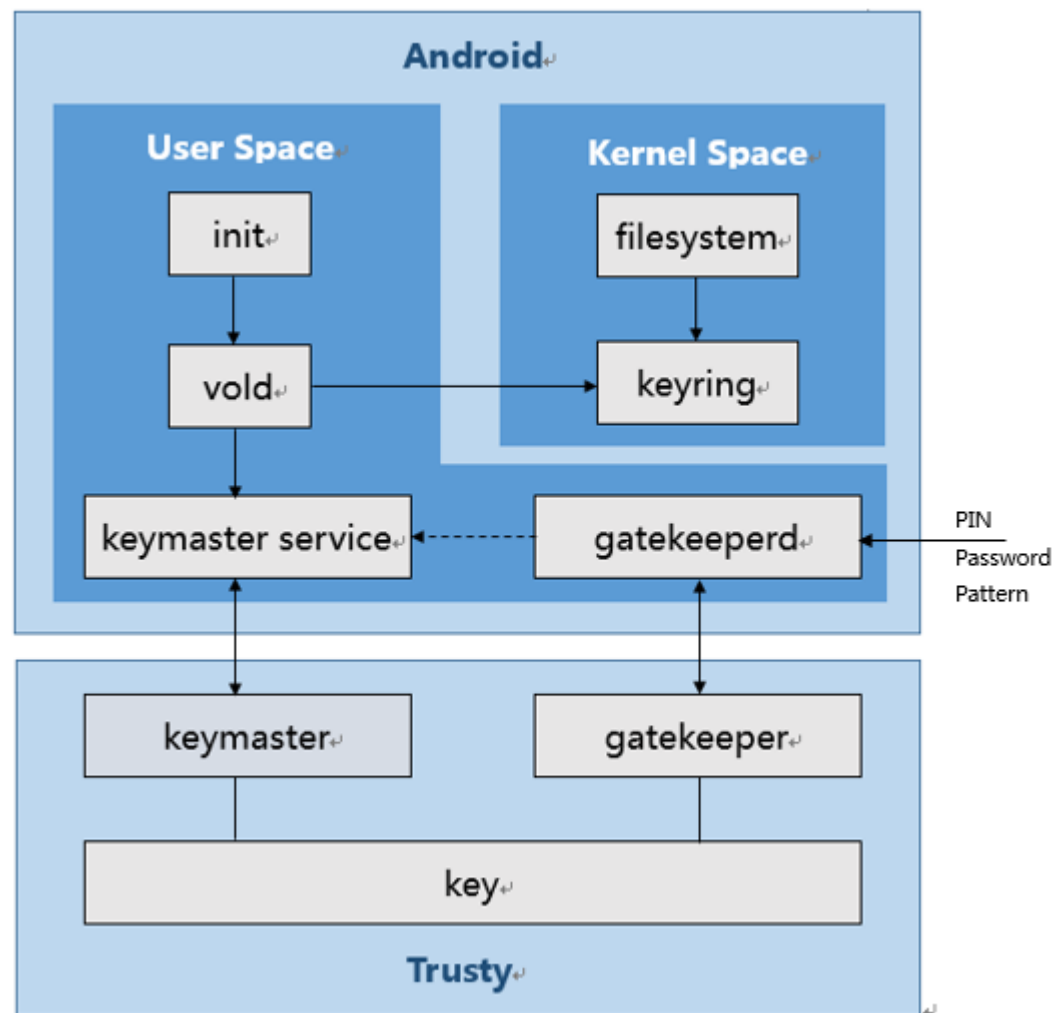 Android
User Space
Kernel Space
init
filesystem
vold
keyring
keymaster service
gatekeeperd
PIN
Password
Pattern
keymaster
gatekeeper
key
Trusty